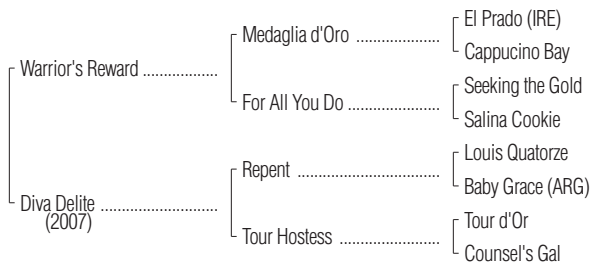 El Prado (IRE)
Medaglia d'Oro ....................
Cappucino Bay
Warrior's Reward ..................
Seeking the Gold
For All You Do ......................
Salina Cookie
Louis Quatorze
Repent ..................................
Baby Grace (ARG)
Diva Delite ............................
(2007)
Tour d'Or
Tour Hostess ........................
Counsel's Gal